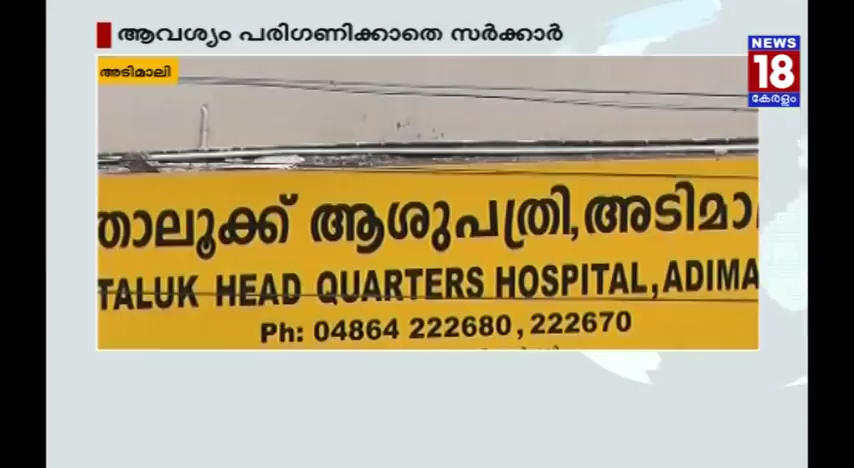 ആവശ്യം പരിഗണിക്കാതെ സർക്കാർ
NEWS
18
കേരളം
അടിമാലി
താലൂക്ക് ആശുപത്രി,അടിമാ
TALUK HEAD QUARTERS HOSPITAL,ADIMA
Ph: 04864 222680, 222670